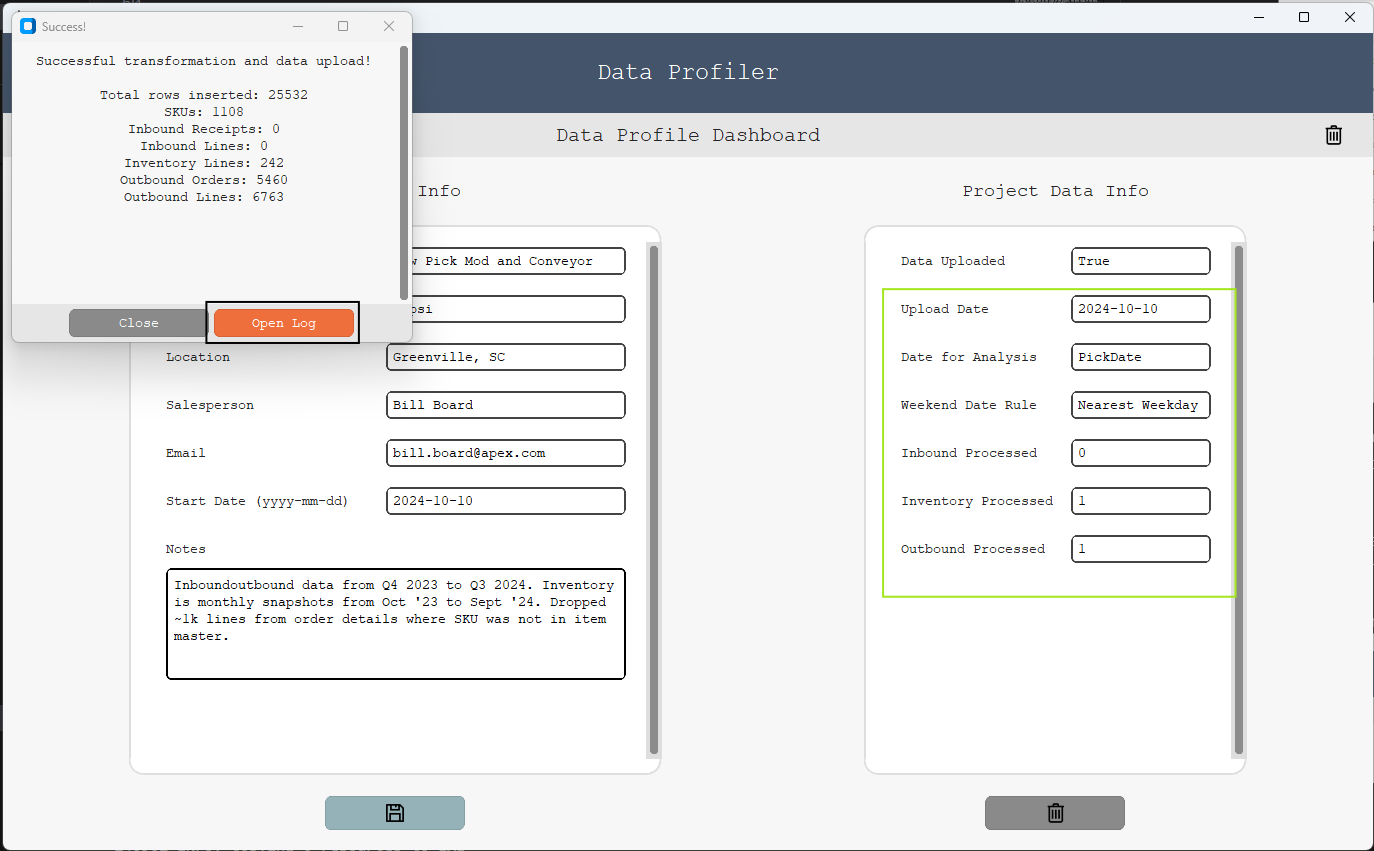 Success!
Successful transformation and data upload!
Total rows inserted: 25532
SKUs: 1108
Inbound Receipts: 0
Inbound Lines: 0
Inventory Lines: 242
Outbound Orders: 5460
Outbound Lines: 6763
Close
Open Log
Data Profiler
Data Profile Dashboard
Info
Pick Mod and Conveyor
Location
Greenville, SC
Salesperson
Bill Board
Email
bill.board@apex.com
Start Date (yyyy-mm-dd)
2024-10-10
Notes
Inboundoutbound data from Q4 2023 to Q3 2024. Inventory
is monthly snapshots from Oct '23 to Sept '24. Dropped
~1k lines from order details where SKU was not in item
master.
Project Data Info
Data Uploaded
True
Upload Date
2024-10-10
Date for Analysis
PickDate
Weekend Date Rule
Nearest Weekday
Inbound Processed
0
Inventory Processed
1
Outbound Processed
1